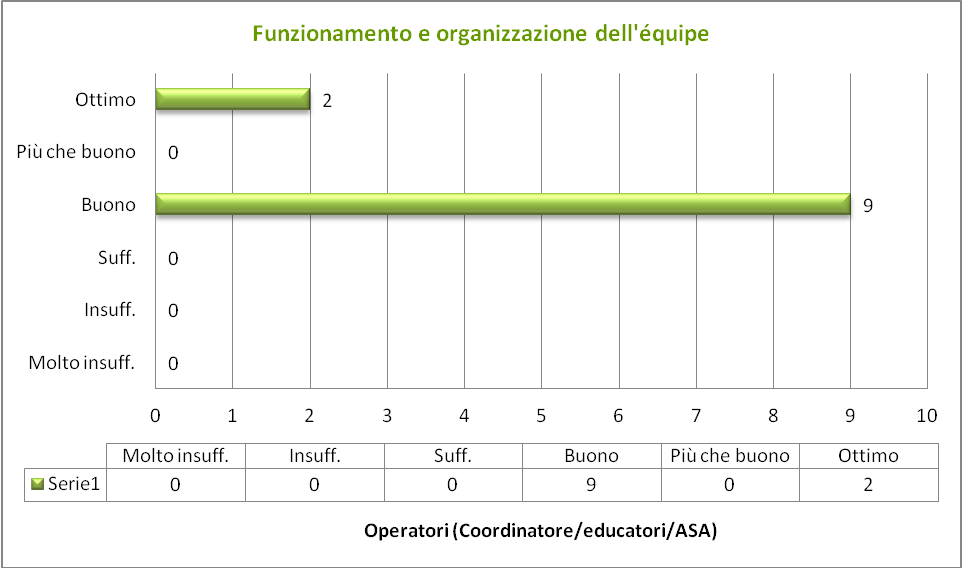 Funzionamento e organizzazione dell'équipe
Ottimo 2
Più che buono 0
Buono 9
Suff. 0
Insuff. 0
Molto insuff. 0
0 1 2 3 4 5 6 7 8 9 10
Molto insuff. Insuff. Suff. Buono Più che buono Ottimo
Serie1 0 0 0 9 0 2
Operatori (Coordinatore/educatori/ASA)